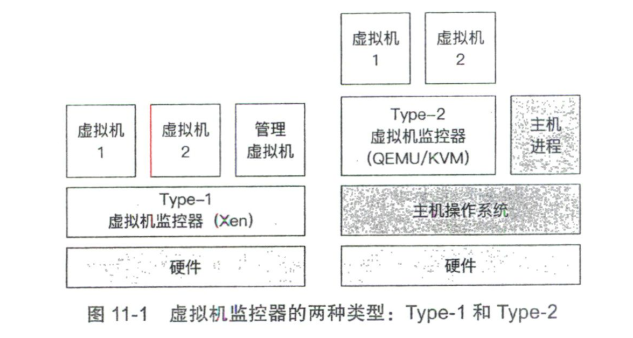 虚拟机
1
虚拟机
2
管理
虚拟机
Type-1
虚拟机监控器（Xen）
硬件
虚拟机
1
虚拟机
2
Type-2
虚拟机监控器
(QEMU/KVM)
主机
进程
主机操作系统
硬件
图 11-1 虚拟机监控器的两种类型：Type-1 和 Type-2